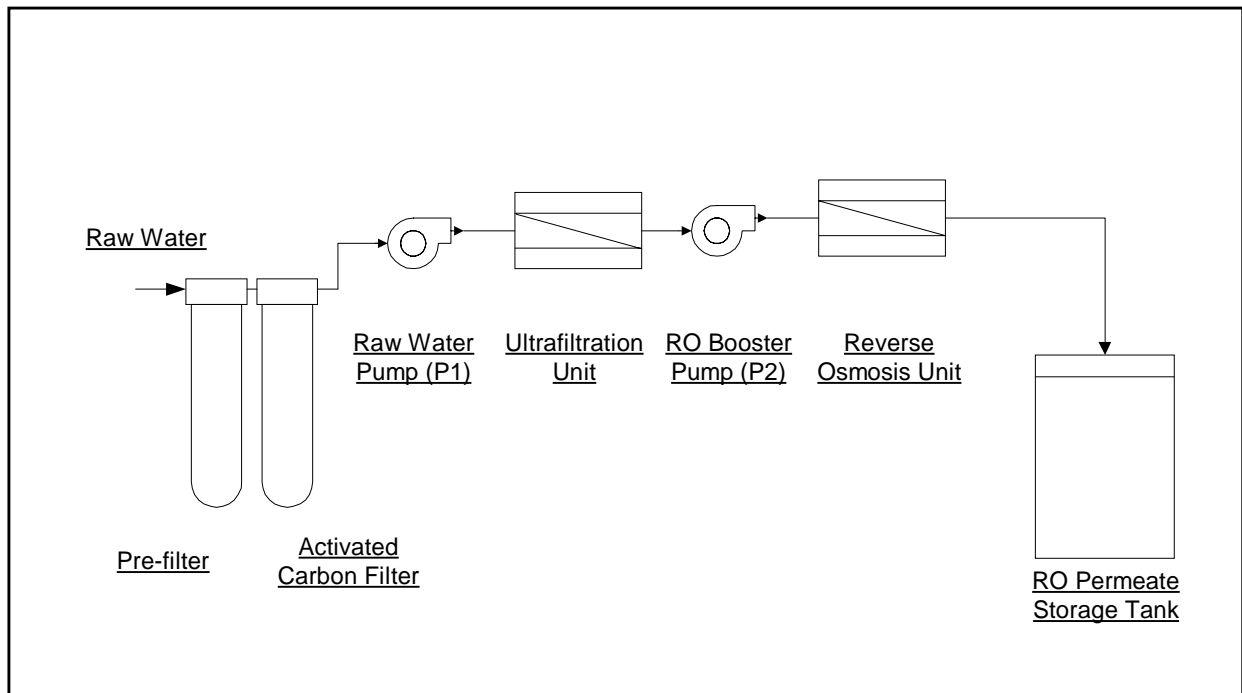 Raw Water
Raw Water
Pump (P1)
Ultrafiltration
Unit
RO Booster
Pump (P2)
Reverse
Osmosis Unit
Pre-filter
Activated
Carbon Filter
RO Permeate
Storage Tank